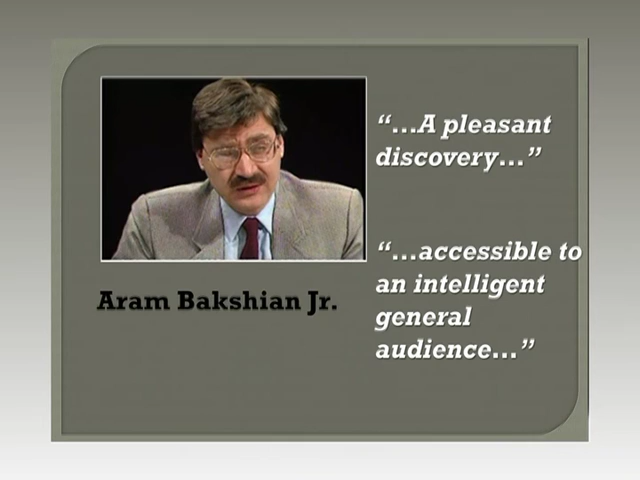 “...A pleasant
discovery...”
“...accessible to
an intelligent
general
audience...”
Aram Bakshian Jr.